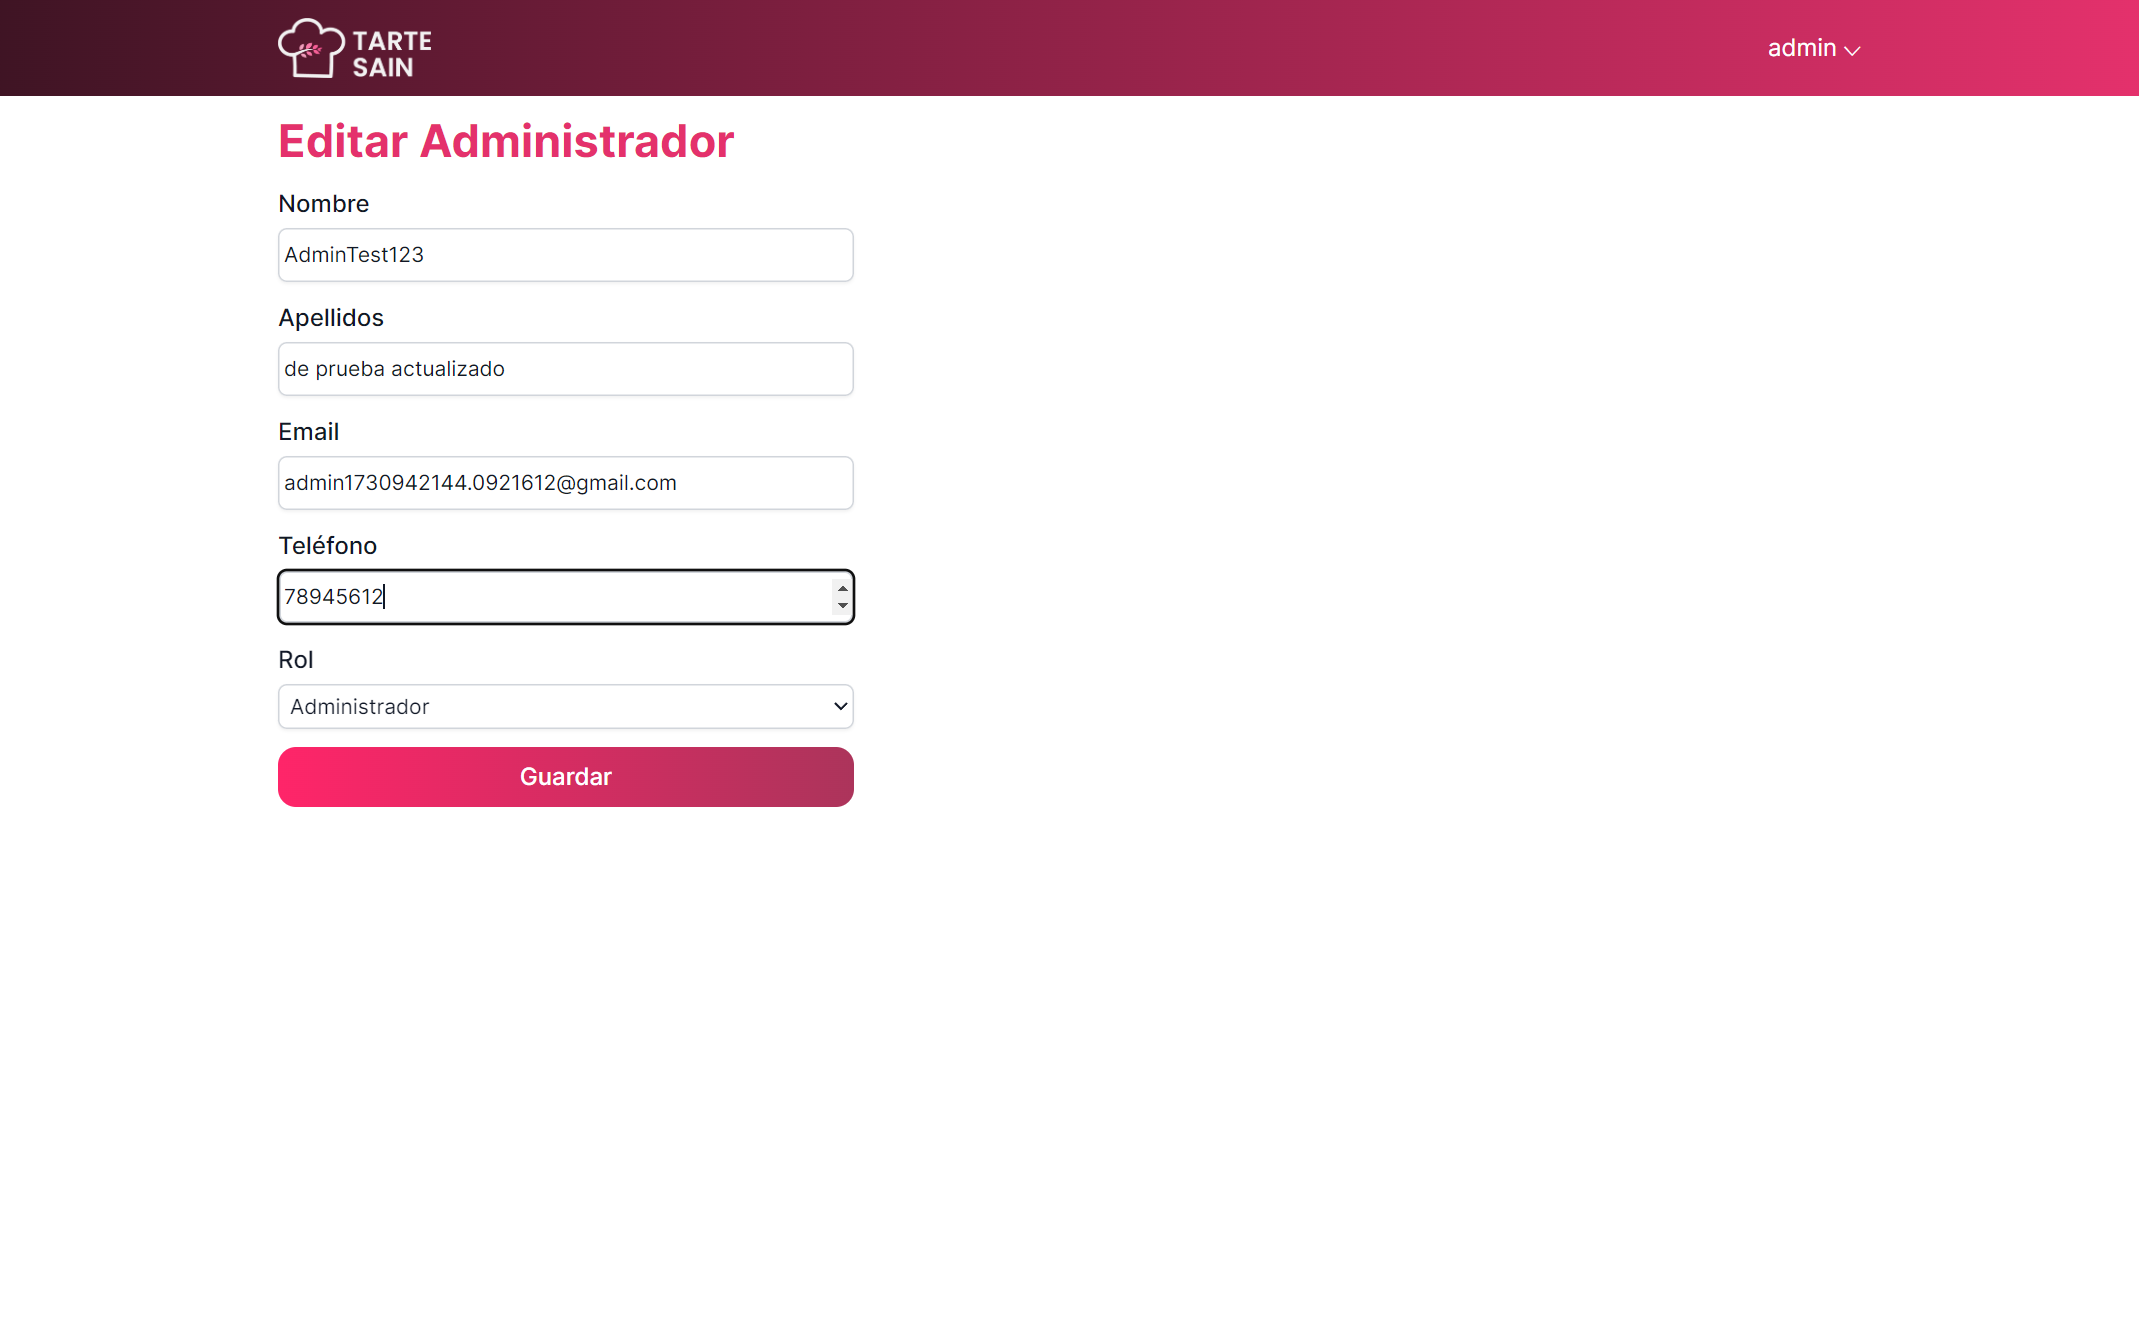 TARTE
SAIN
admin
Editar Administrador
Nombre
AdminTest123
Apellidos
de prueba actualizado
Email
admin1730942144.0921612@gmail.com
Teléfono
78945612
Rol
Administrador
Guardar